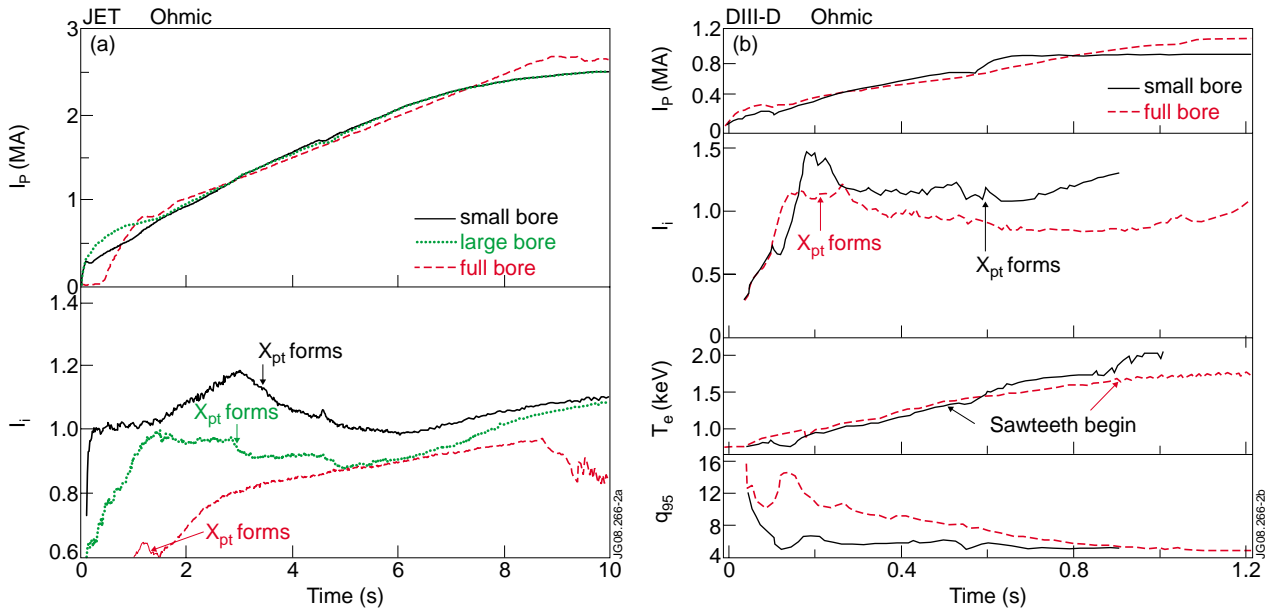 JET Ohmic
(a)
3
2
1
0
I_P (MA)
small bore
large bore
full bore
1.4
1.2
1.0
0.8
0.6
l_i
X_pt forms
X_pt forms
X_pt forms
0 2 4 6 8 10
Time (s)
JG08.266-2a
DIII-D Ohmic
(b)
1.2
0.8
0.4
0
I_P (MA)
small bore
full bore
1.5
1.0
0.5
0
l_i
X_pt forms
X_pt forms
2.0
1.5
1.0
T_e (keV)
Sawteeth begin
16
12
8
4
q_95
0 0.4 0.8 1.2
Time (s)
JG08.266-2b